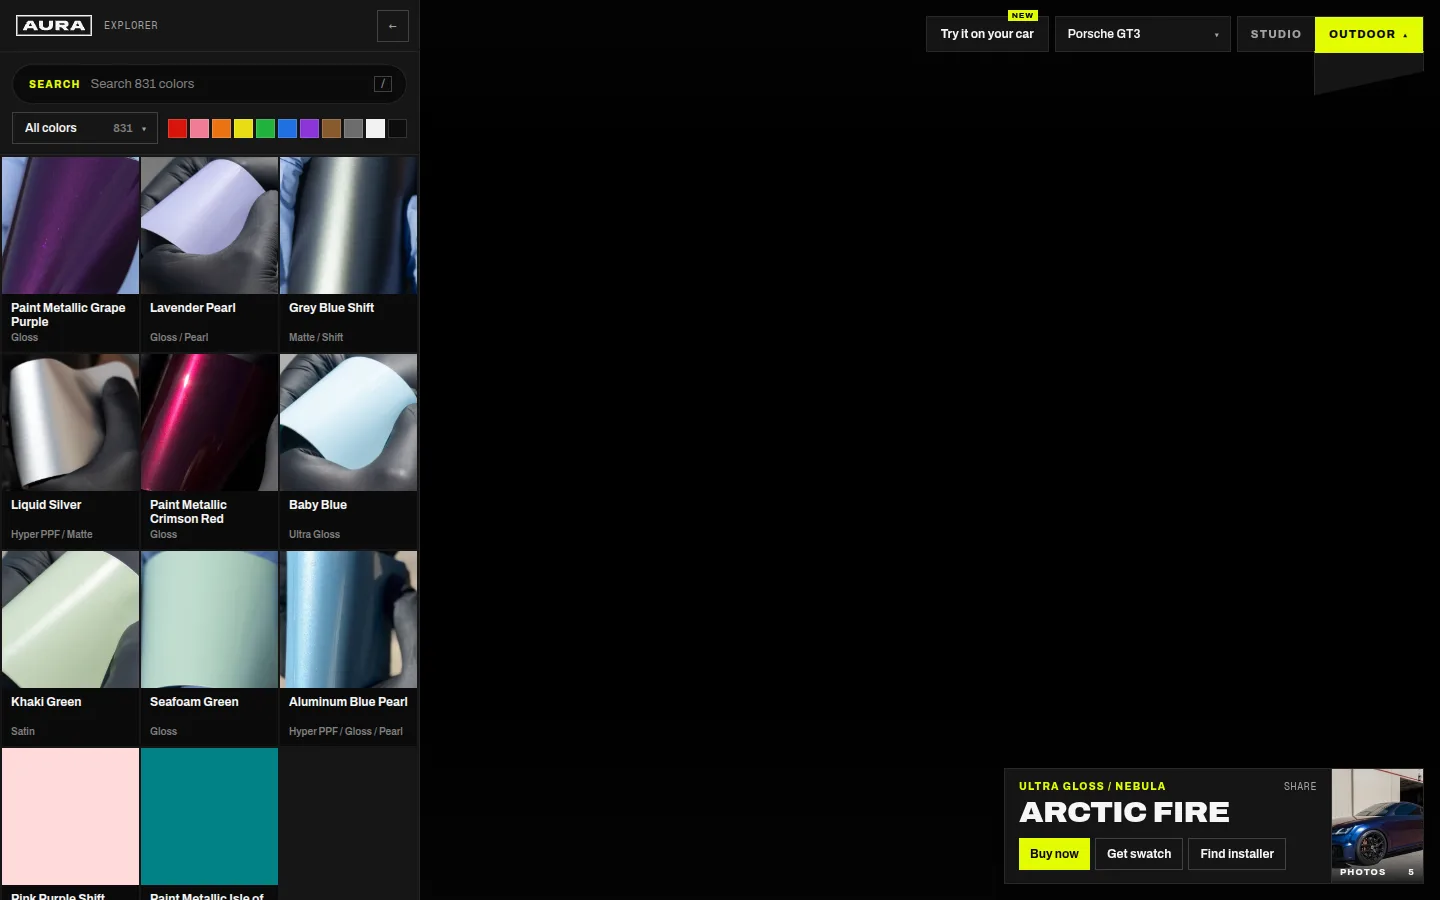 AURA EXPLORER ←
NEW
Try it on your car
Porsche GT3 ▾
STUDIO
OUTDOOR ▴
SEARCH Search 831 colors /
All colors 831 ▾
Paint Metallic Grape
Purple
Gloss
Lavender Pearl
Gloss / Pearl
Grey Blue Shift
Matte / Shift
Liquid Silver
Hyper PPF / Matte
Paint Metallic
Crimson Red
Gloss
Baby Blue
Ultra Gloss
Khaki Green
Satin
Seafoam Green
Gloss
Aluminum Blue Pearl
Hyper PPF / Gloss / Pearl
Pink Purple Shift
Paint Metallic Isle of
ULTRA GLOSS / NEBULA
SHARE
ARCTIC FIRE
Buy now
Get swatch
Find installer
PHOTOS 5